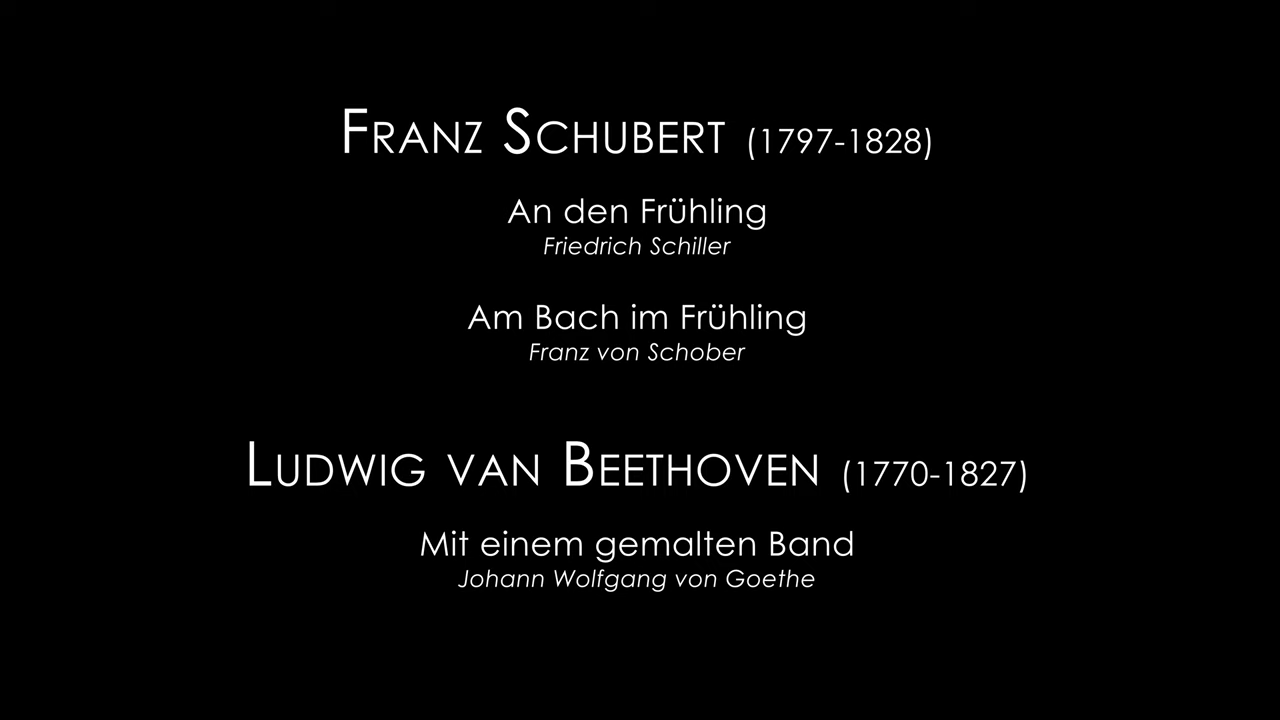 Franz Schubert (1797-1828)
An den Frühling
Friedrich Schiller
Am Bach im Frühling
Franz von Schober
Ludwig van Beethoven (1770-1827)
Mit einem gemalten Band
Johann Wolfgang von Goethe